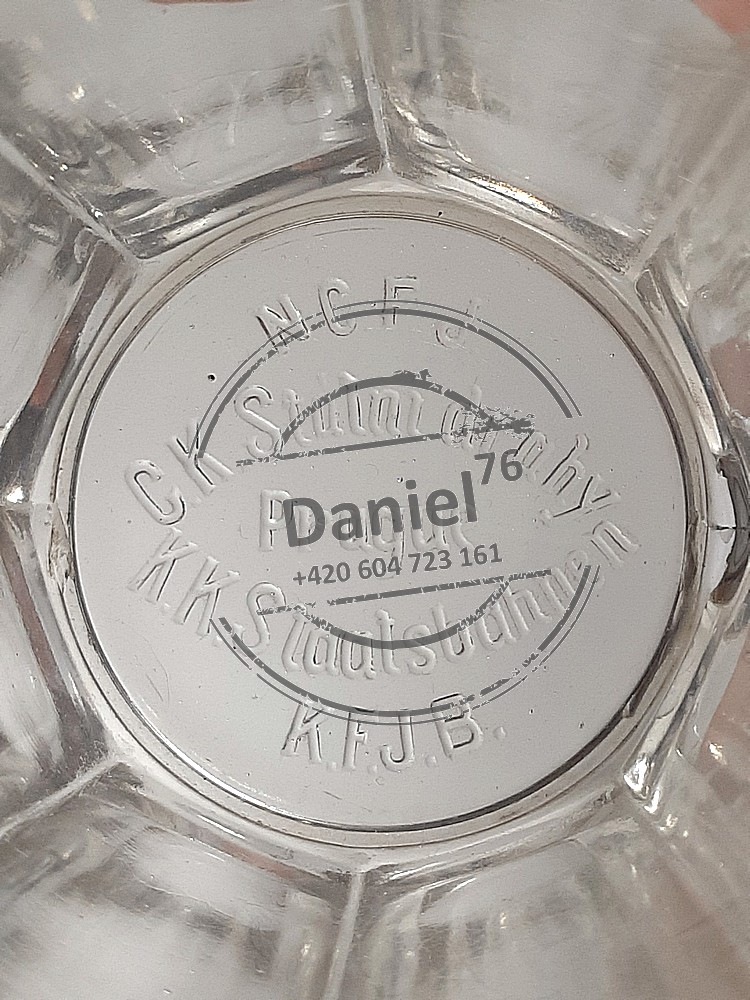 N C F J
C K Státní dráhy
Prague
Daniel76
+420 604 723 161
K.K. Staatsbahnen
K.F.J.B.